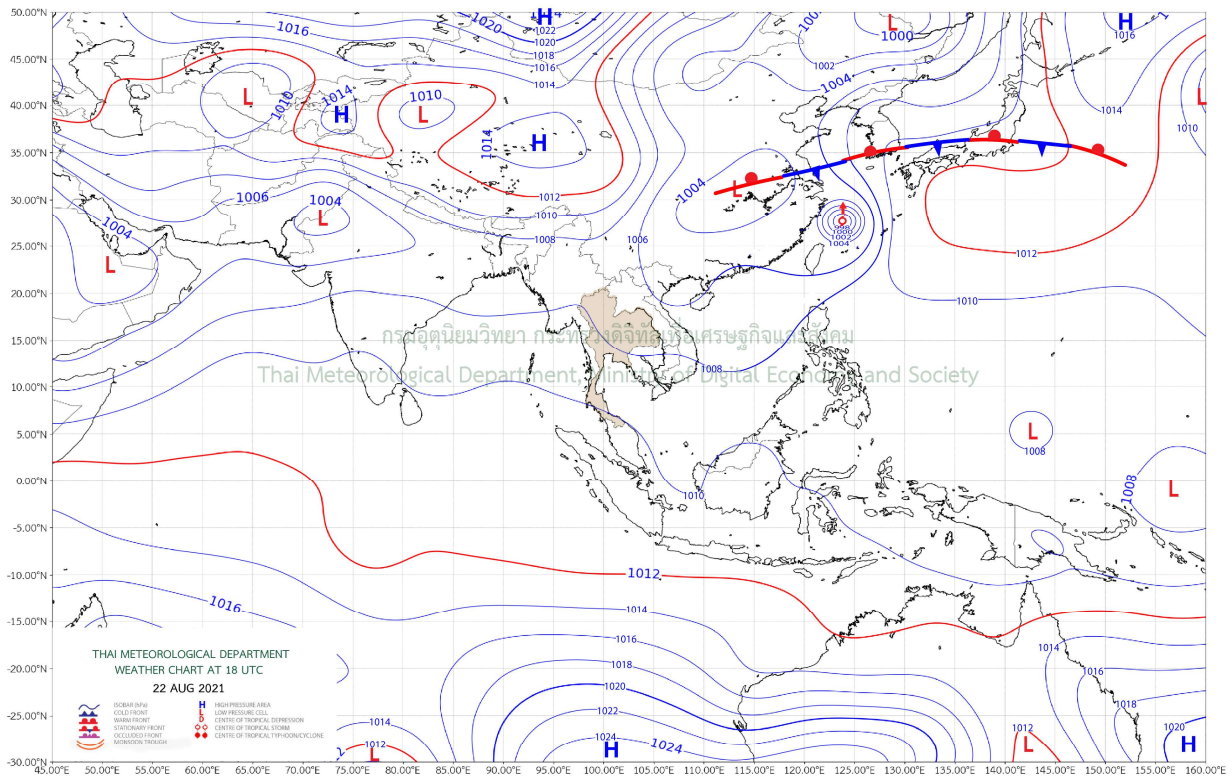 50.00°N
45.00°N
40.00°N
35.00°N
30.00°N
25.00°N
20.00°N
15.00°N
10.00°N
5.00°N
0.00°N
-5.00°N
-10.00°N
-15.00°N
-20.00°N
-25.00°N
-30.00°N
1016
1020
1022
1020
1018
1016
1014
H
L
1000
1002
1004
H
1016
1014
L
1010
L
1010
1014
H
1010
L
1014
H
1012
1010
1008
1006
1004
L
1004
L
1006
1004
L
998
1000
1002
1004
1012
1010
1004
L
กรมอุตุนิยมวิทยา กระทรวงดิจิทัลเพื่อเศรษฐกิจและสังคม
Thai Meteorological Department, Ministry of Digital Economy and Society
1008
L
1008
1010
1008
L
1012
1016
1014
1016
1018
1020
1022
1024
H
1024
1014
1016
1018
1020
H
1012
L
1014
1012
L
THAI METEOROLOGICAL DEPARTMENT
WEATHER CHART AT 18 UTC
22 AUG 2021
ISOBAR (hPa)
COLD FRONT
WARM FRONT
STATIONARY FRONT
OCCLUDED FRONT
MONSOON TROUGH
H HIGH PRESSURE AREA
L LOW PRESSURE CELL
CENTRE OF TROPICAL DEPRESSION
CENTRE OF TROPICAL STORM
CENTRE OF TROPICAL TYPHOON/CYCLONE
45.00°E 50.00°E 55.00°E 60.00°E 65.00°E 70.00°E 75.00°E 80.00°E 85.00°E 90.00°E 95.00°E 100.00°E 105.00°E 110.00°E 115.00°E 120.00°E 125.00°E 130.00°E 135.00°E 140.00°E 145.00°E 150.00°E 155.00°E 160.00°E